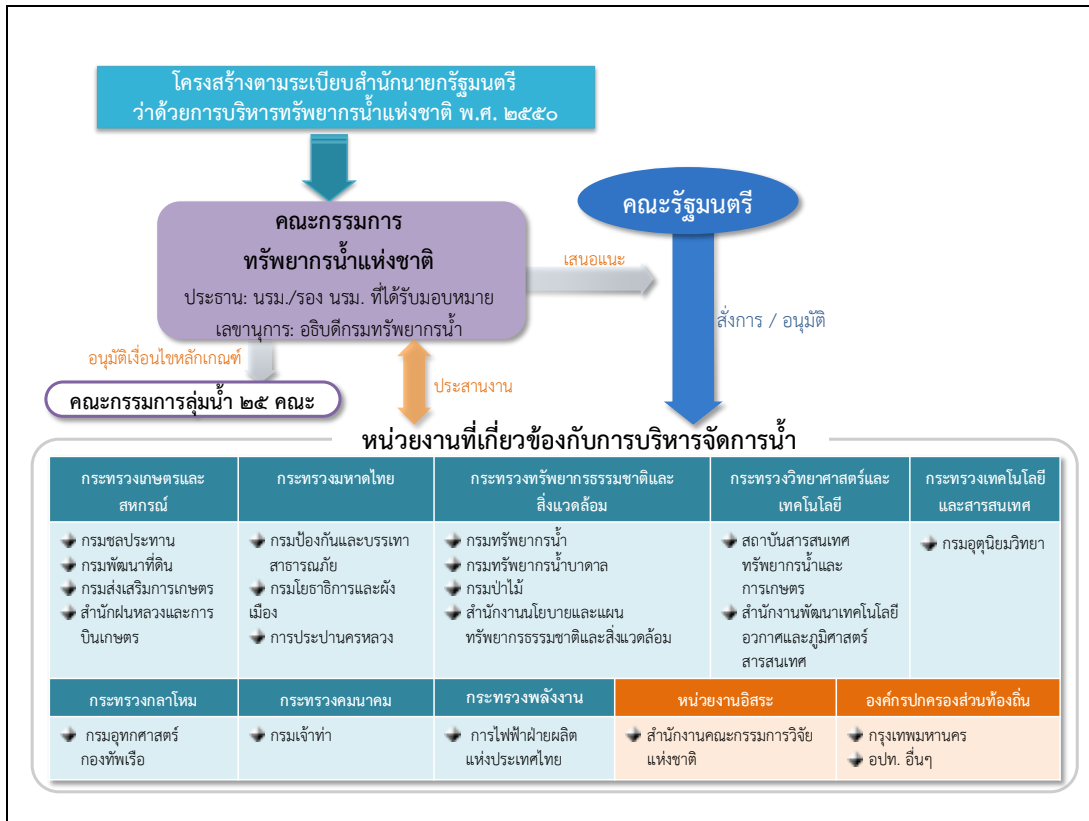 โครงสร้างตามระเบียบสำนักนายกรัฐมนตรี
ว่าด้วยการบริหารทรัพยากรน้ำแห่งชาติ พ.ศ. ๒๕๕๐
คณะกรรมการ
ทรัพยากรน้ำแห่งชาติ
ประธาน: นรม./รอง นรม. ที่ได้รับมอบหมาย
เลขานุการ: อธิบดีกรมทรัพยากรน้ำ
คณะรัฐมนตรี
เสนอแนะ
สั่งการ / อนุมัติ
อนุมัติเงื่อนไขหลักเกณฑ์
ประสานงาน
คณะกรรมการลุ่มน้ำ ๒๕ คณะ
หน่วยงานที่เกี่ยวข้องกับการบริหารจัดการน้ำ
กระทรวงเกษตรและ
สหกรณ์
กรมชลประทาน
กรมพัฒนาที่ดิน
กรมส่งเสริมการเกษตร
สำนักฝนหลวงและการ
บินเกษตร
กระทรวงมหาดไทย
กรมป้องกันและบรรเทา
สาธารณภัย
กรมโยธาธิการและผัง
เมือง
การประปานครหลวง
กระทรวงทรัพยากรธรรมชาติและ
สิ่งแวดล้อม
กรมทรัพยากรน้ำ
กรมทรัพยากรน้ำบาดาล
กรมป่าไม้
สำนักงานนโยบายและแผน
ทรัพยากรธรรมชาติและสิ่งแวดล้อม
กระทรวงวิทยาศาสตร์และ
เทคโนโลยี
สถาบันสารสนเทศ
ทรัพยากรน้ำและ
การเกษตร
สำนักงานพัฒนาเทคโนโลยี
อวกาศและภูมิศาสตร์
สารสนเทศ
กระทรวงเทคโนโลยี
และสารสนเทศ
กรมอุตุนิยมวิทยา
กระทรวงกลาโหม
กรมอุทกศาสตร์
กองทัพเรือ
กระทรวงคมนาคม
กรมเจ้าท่า
กระทรวงพลังงาน
การไฟฟ้าฝ่ายผลิต
แห่งประเทศไทย
หน่วยงานอิสระ
สำนักงานคณะกรรมการวิจัย
แห่งชาติ
องค์กรปกครองส่วนท้องถิ่น
กรุงเทพมหานคร
อปท. อื่นๆ